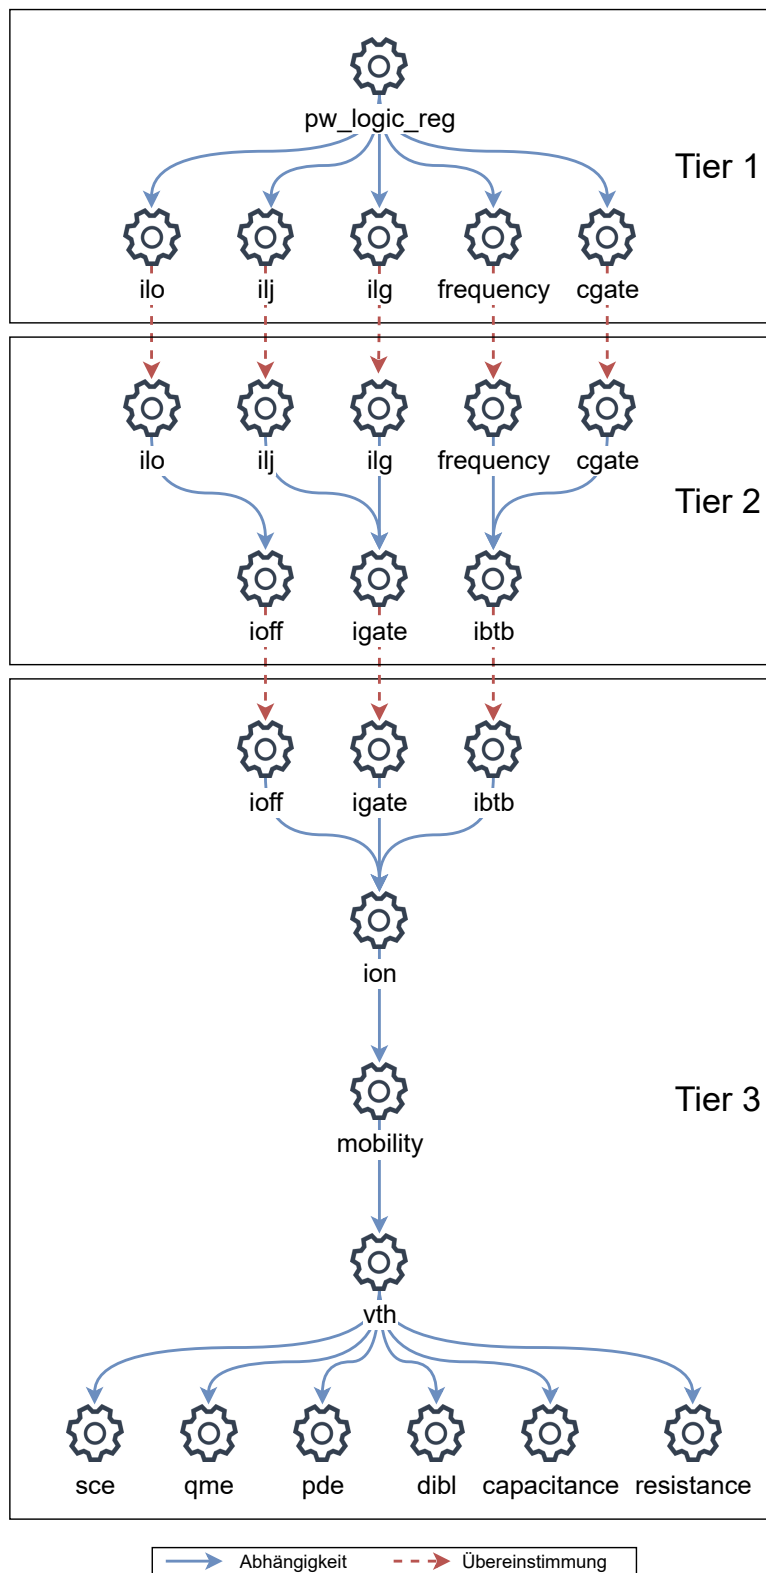 pw_logic_reg
Tier 1
ilo ilj ilg frequency cgate
ilo ilj ilg frequency cgate
Tier 2
ioff igate ibtb
ioff igate ibtb
ion
Tier 3
mobility
vth
sce qme pde dibl capacitance resistance
Abhängigkeit Übereinstimmung